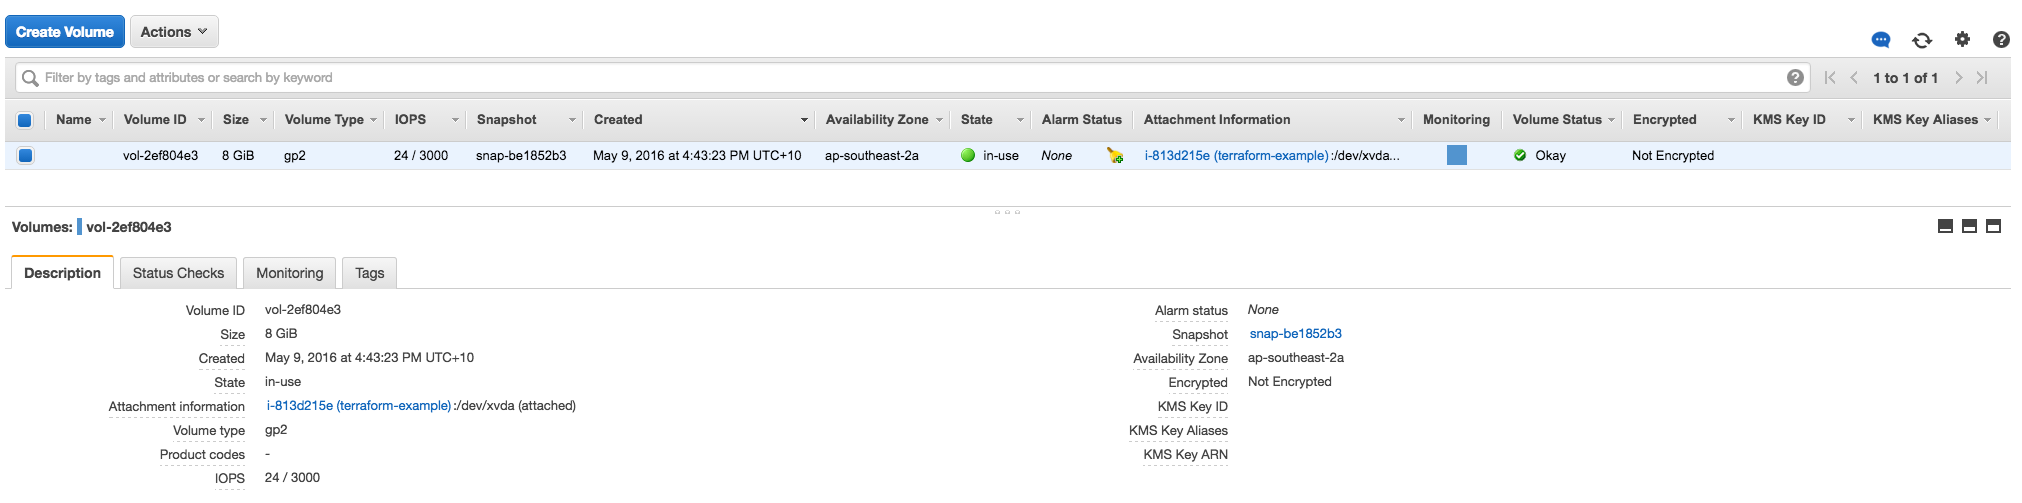 Create Volume Actions
Filter by tags and attributes or search by keyword 1 to 1 of 1
Name Volume ID Size Volume Type IOPS Snapshot Created Availability Zone State Alarm Status Attachment Information Monitoring Volume Status Encrypted KMS Key ID KMS Key Aliases
vol-2ef804e3 8 GiB gp2 24 / 3000 snap-be1852b3 May 9, 2016 at 4:43:23 PM UTC+10 ap-southeast-2a in-use None i-813d215e (terraform-example):/dev/xvda... Okay Not Encrypted
Volumes: vol-2ef804e3
Description Status Checks Monitoring Tags
Volume ID vol-2ef804e3
Size 8 GiB
Created May 9, 2016 at 4:43:23 PM UTC+10
State in-use
Attachment information i-813d215e (terraform-example):/dev/xvda (attached)
Volume type gp2
Product codes -
IOPS 24 / 3000
Alarm status None
Snapshot snap-be1852b3
Availability Zone ap-southeast-2a
Encrypted Not Encrypted
KMS Key ID
KMS Key Aliases
KMS Key ARN